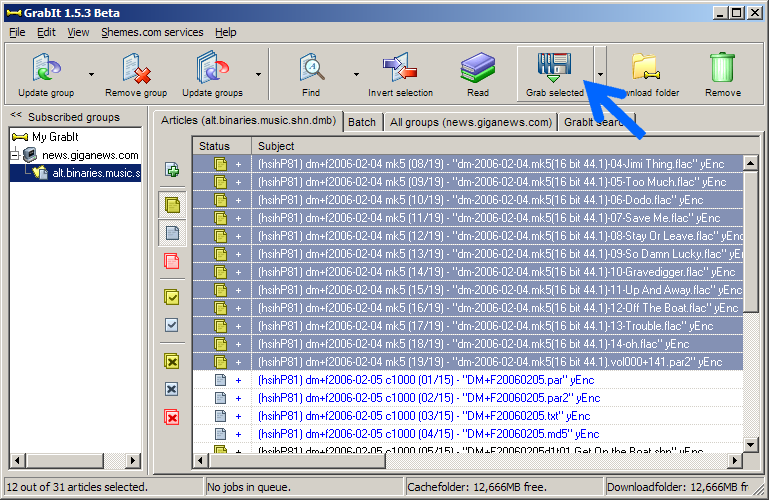 GrabIt 1.5.3 Beta
File Edit View Shemes.com services Help
Update group Remove group Update groups Find Invert selection Read Grab selected wnload folder Remove
<< Subscribed groups
My GrabIt
news.giganews.com
alt.binaries.music.s
Articles (alt.binaries.music.shn.dmb) Batch All groups (news.giganews.com) GrabIt Sear
Status Subject
+ (hsihP81) dm+f2006-02-04 mk5 (08/19) - "dm-2006-02-04.mk5(16 bit 44.1)-04-Jimi Thing.flac" yEnc
+ (hsihP81) dm+f2006-02-04 mk5 (09/19) - "dm-2006-02-04.mk5(16 bit 44.1)-05-Too Much.flac" yEnc
+ (hsihP81) dm+f2006-02-04 mk5 (10/19) - "dm-2006-02-04.mk5(16 bit 44.1)-06-Dodo.flac" yEnc
+ (hsihP81) dm+f2006-02-04 mk5 (11/19) - "dm-2006-02-04.mk5(16 bit 44.1)-07-Save Me.flac" yEnc
+ (hsihP81) dm+f2006-02-04 mk5 (12/19) - "dm-2006-02-04.mk5(16 bit 44.1)-08-Stay Or Leave.flac" yEnc
+ (hsihP81) dm+f2006-02-04 mk5 (13/19) - "dm-2006-02-04.mk5(16 bit 44.1)-09-So Damn Lucky.flac" yEnc
+ (hsihP81) dm+f2006-02-04 mk5 (14/19) - "dm-2006-02-04.mk5(16 bit 44.1)-10-Gravedigger.flac" yEnc
+ (hsihP81) dm+f2006-02-04 mk5 (15/19) - "dm-2006-02-04.mk5(16 bit 44.1)-11-Up And Away.flac" yEnc
+ (hsihP81) dm+f2006-02-04 mk5 (16/19) - "dm-2006-02-04.mk5(16 bit 44.1)-12-Off The Boat.flac" yEnc
+ (hsihP81) dm+f2006-02-04 mk5 (17/19) - "dm-2006-02-04.mk5(16 bit 44.1)-13-Trouble.flac" yEnc
+ (hsihP81) dm+f2006-02-04 mk5 (18/19) - "dm-2006-02-04.mk5(16 bit 44.1)-14-oh.flac" yEnc
+ (hsihP81) dm+f2006-02-04 mk5 (19/19) - "dm-2006-02-04.mk5(16 bit 44.1).vol000+141.par2" yEnc
+ (hsihP81) dm+f2006-02-05 c1000 (01/15) - "DM+F20060205.par" yEnc
+ (hsihP81) dm+f2006-02-05 c1000 (02/15) - "DM+F20060205.par2" yEnc
+ (hsihP81) dm+f2006-02-05 c1000 (03/15) - "DM+F20060205.txt" yEnc
+ (hsihP81) dm+f2006-02-05 c1000 (04/15) - "DM+F20060205.md5" yEnc
+ (hsihP81) dm+f2006-02-05 c1000 (05/15) - "DM+F20060205d1t01 Get On the Boat.shn" yEnc
12 out of 31 articles selected. No jobs in queue. Cachefolder: 12,666MB free. Downloadfolder: 12,666MB fr